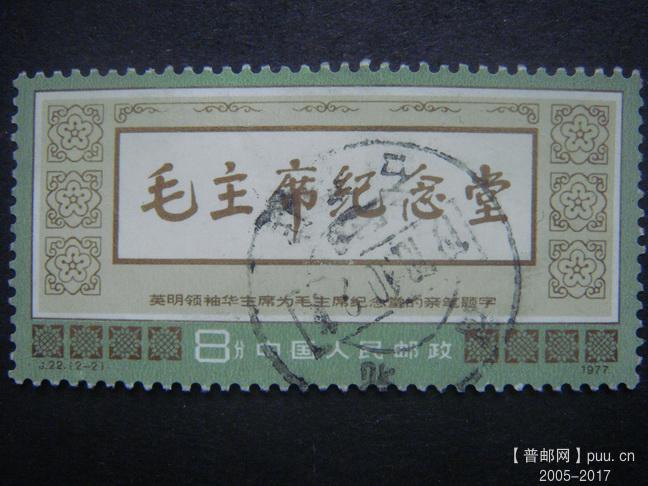 毛主席纪念堂
英明领袖华主席为毛主席纪念堂的亲笔题字
8分 中国人民邮政
J.22.(2-2) 1977
【普邮网】puu.cn
2005-2017